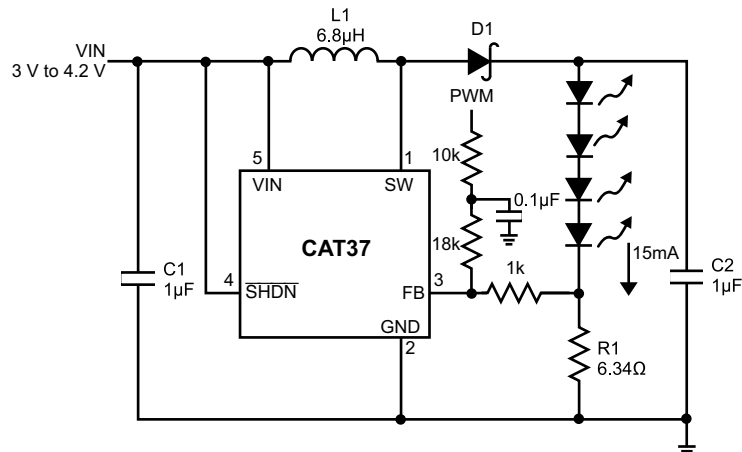 L1
6.8µH
D1
VIN
3 V to 4.2 V
PWM
10k
5
1
VIN
SW
0.1µF
CAT37
18k
15mA
C1
1µF
4
SHDN
3
FB
1k
C2
1µF
GND
2
R1
6.34Ω